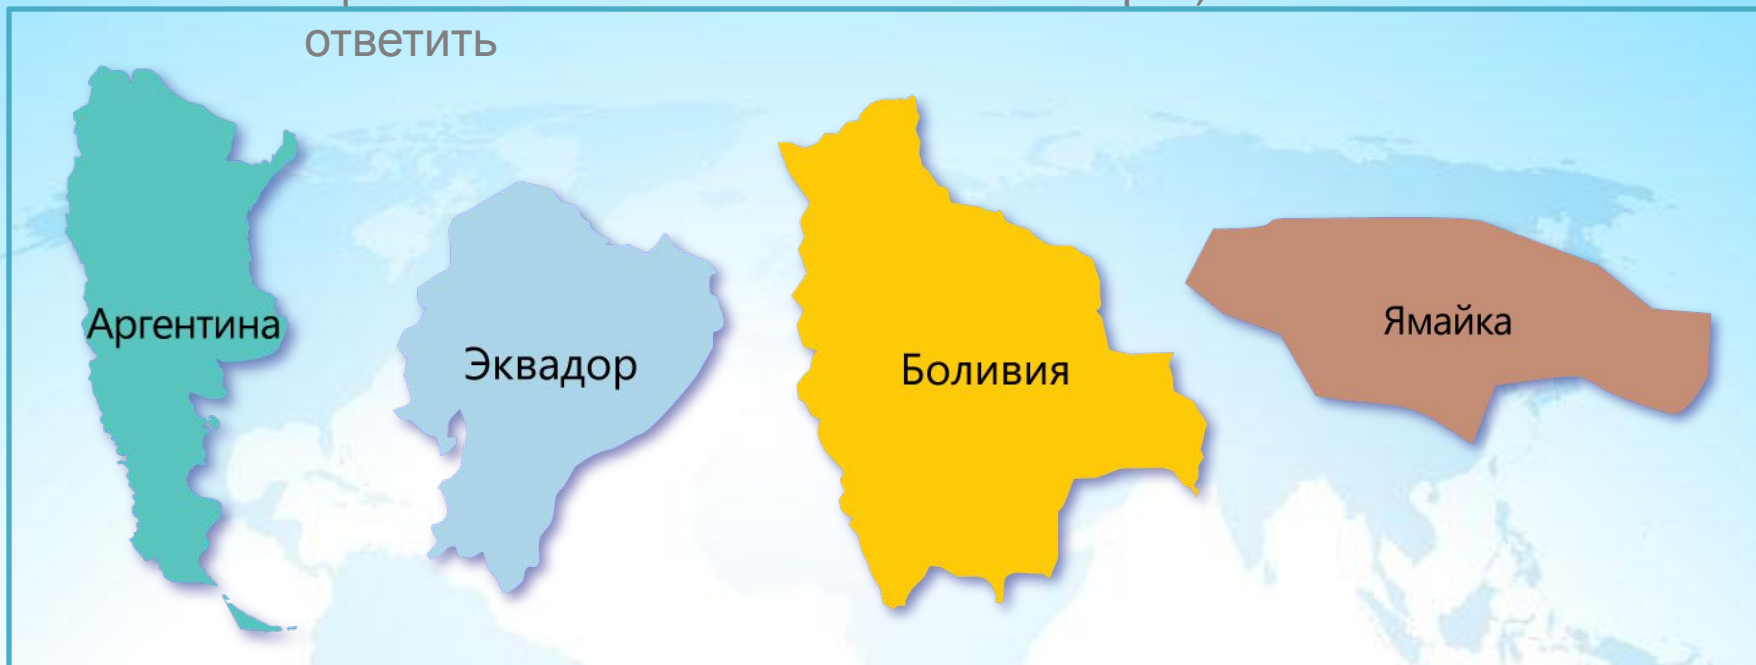 ответить
Аргентина
Эквадор
Боливия
Ямайка